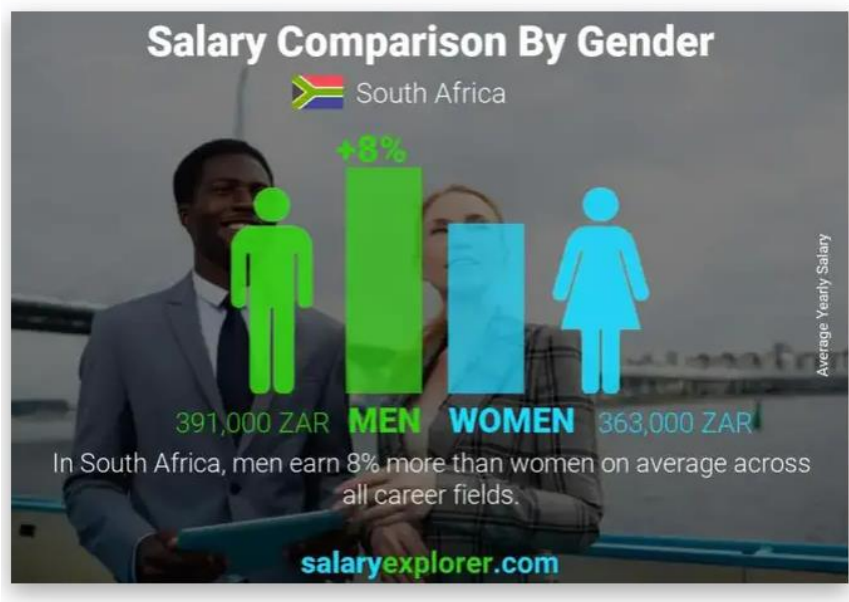 Salary Comparison By Gender
South Africa
+8%
Average Yearly Salary
391,000 ZAR MEN WOMEN 363,000 ZAR
In South Africa, men earn 8% more than women on average across
all career fields.
salaryexplorer.com